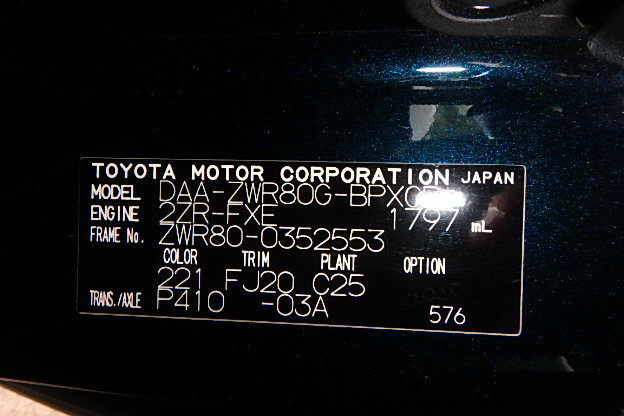 TOYOTA MOTOR CORPORATION JAPAN
MODEL DAA-ZWR80G-BPX
ENGINE 2ZR-FXE 1797 mL
FRAME No. ZWR80-0352553
COLOR TRIM PLANT OPTION
221 FJ20 C25
TRANS./AXLE P410 -03A 576